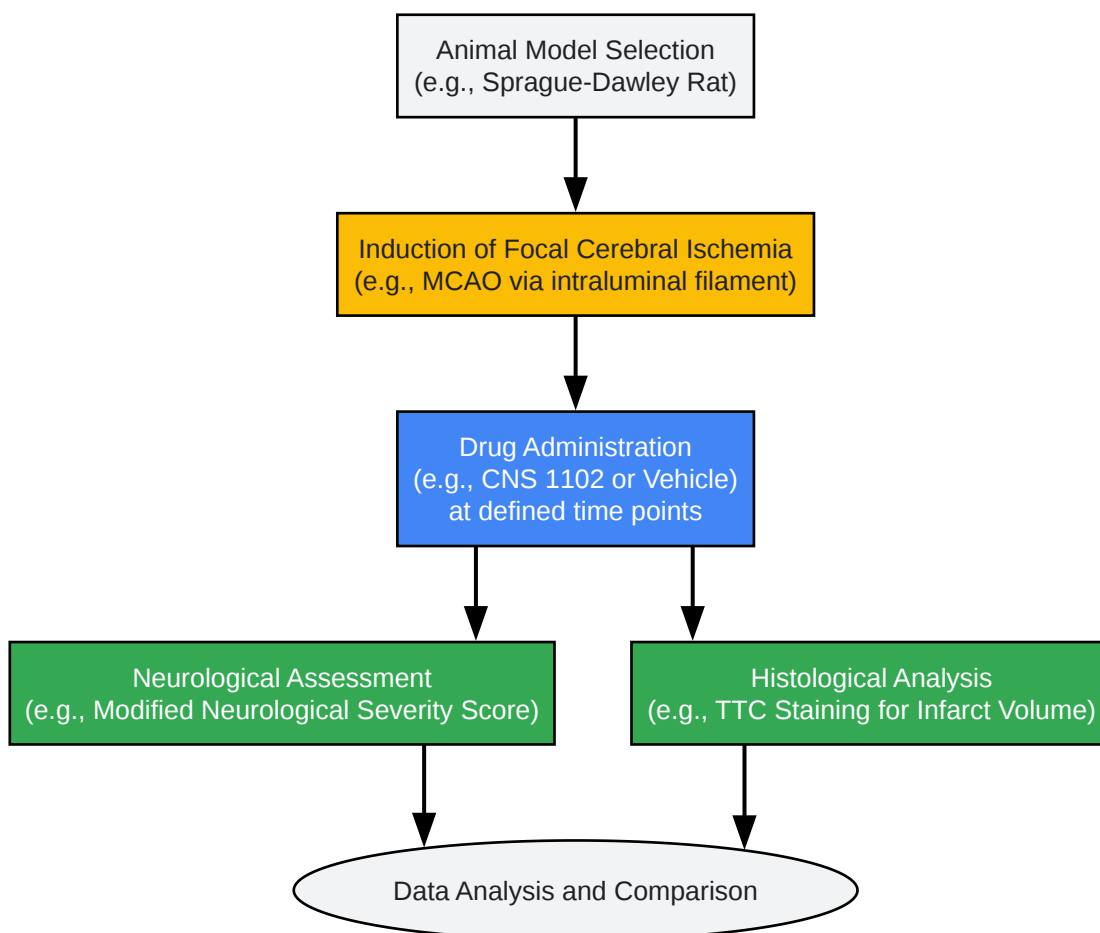 Animal Model Selection
(e.g., Sprague-Dawley Rat)
Induction of Focal Cerebral Ischemia
(e.g., MCAO via intraluminal filament)
Drug Administration
(e.g., CNS 1102 or Vehicle)
at defined time points
Neurological Assessment
(e.g., Modified Neurological Severity Score)
Histological Analysis
(e.g., TTC Staining for Infarct Volume)
Data Analysis and Comparison